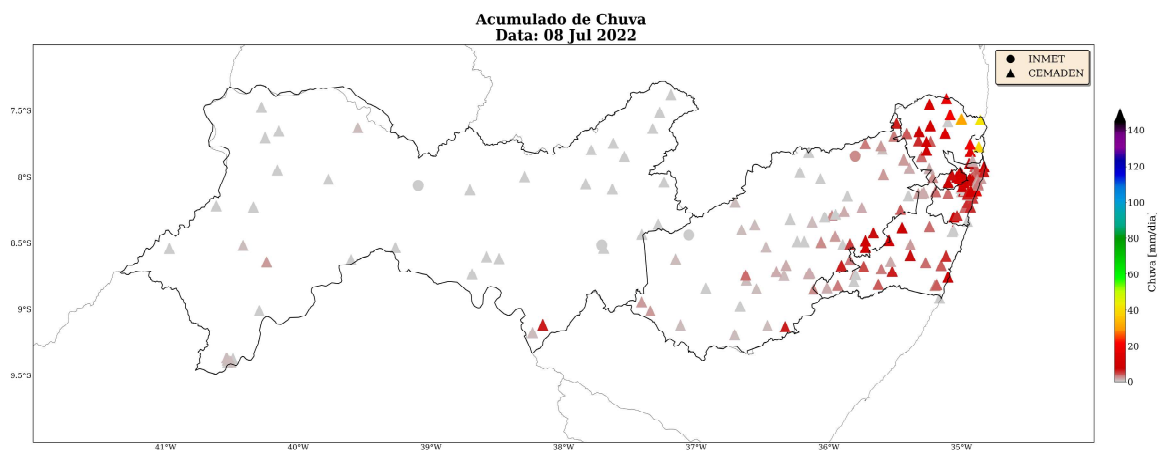 Acumulado de Chuva
Data: 08 Jul 2022
INMET
CEMADEN
7.5°S
8°S
8.5°S
9°S
9.5°S
41°W
40°W
39°W
38°W
37°W
36°W
35°W
140
120
100
80
60
40
20
0
Chuva [mm/dia]